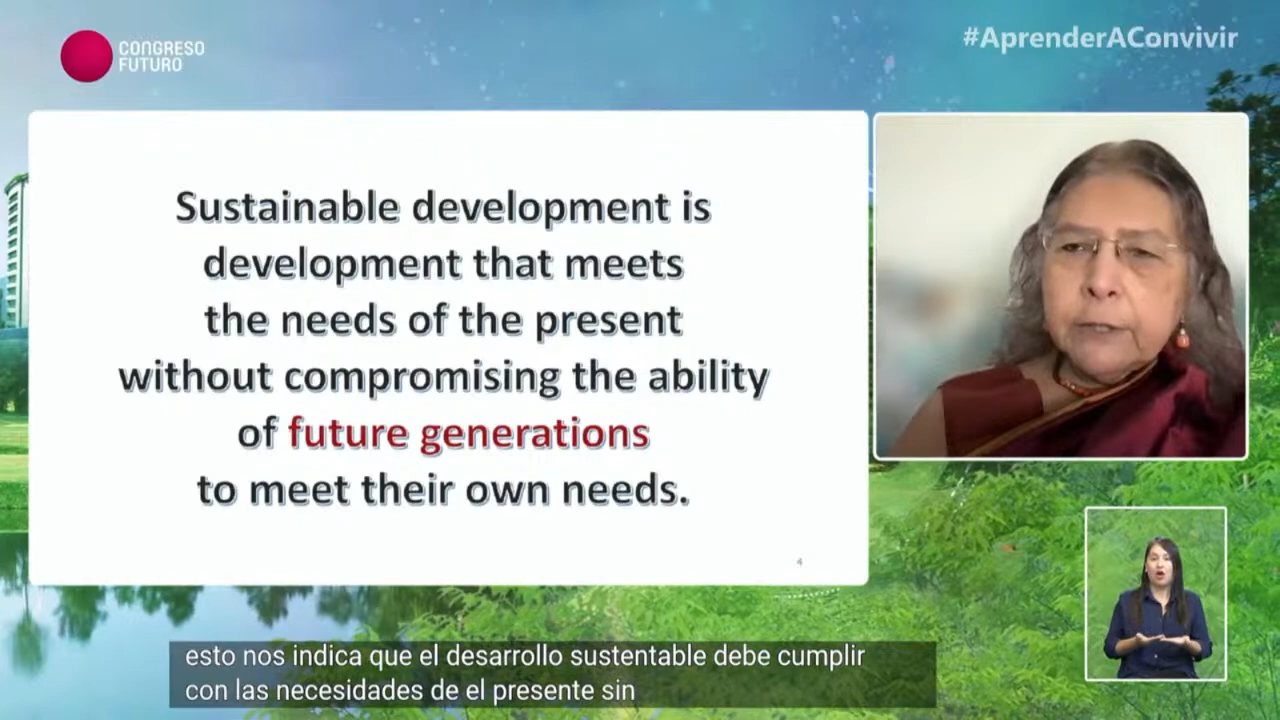 CONGRESO
FUTURO
#AprenderAConvivir
Sustainable development is
development that meets
the needs of the present
without compromising the ability
of future generations
to meet their own needs.
4
esto nos indica que el desarrollo sustentable debe cumplir
con las necesidades de el presente sin